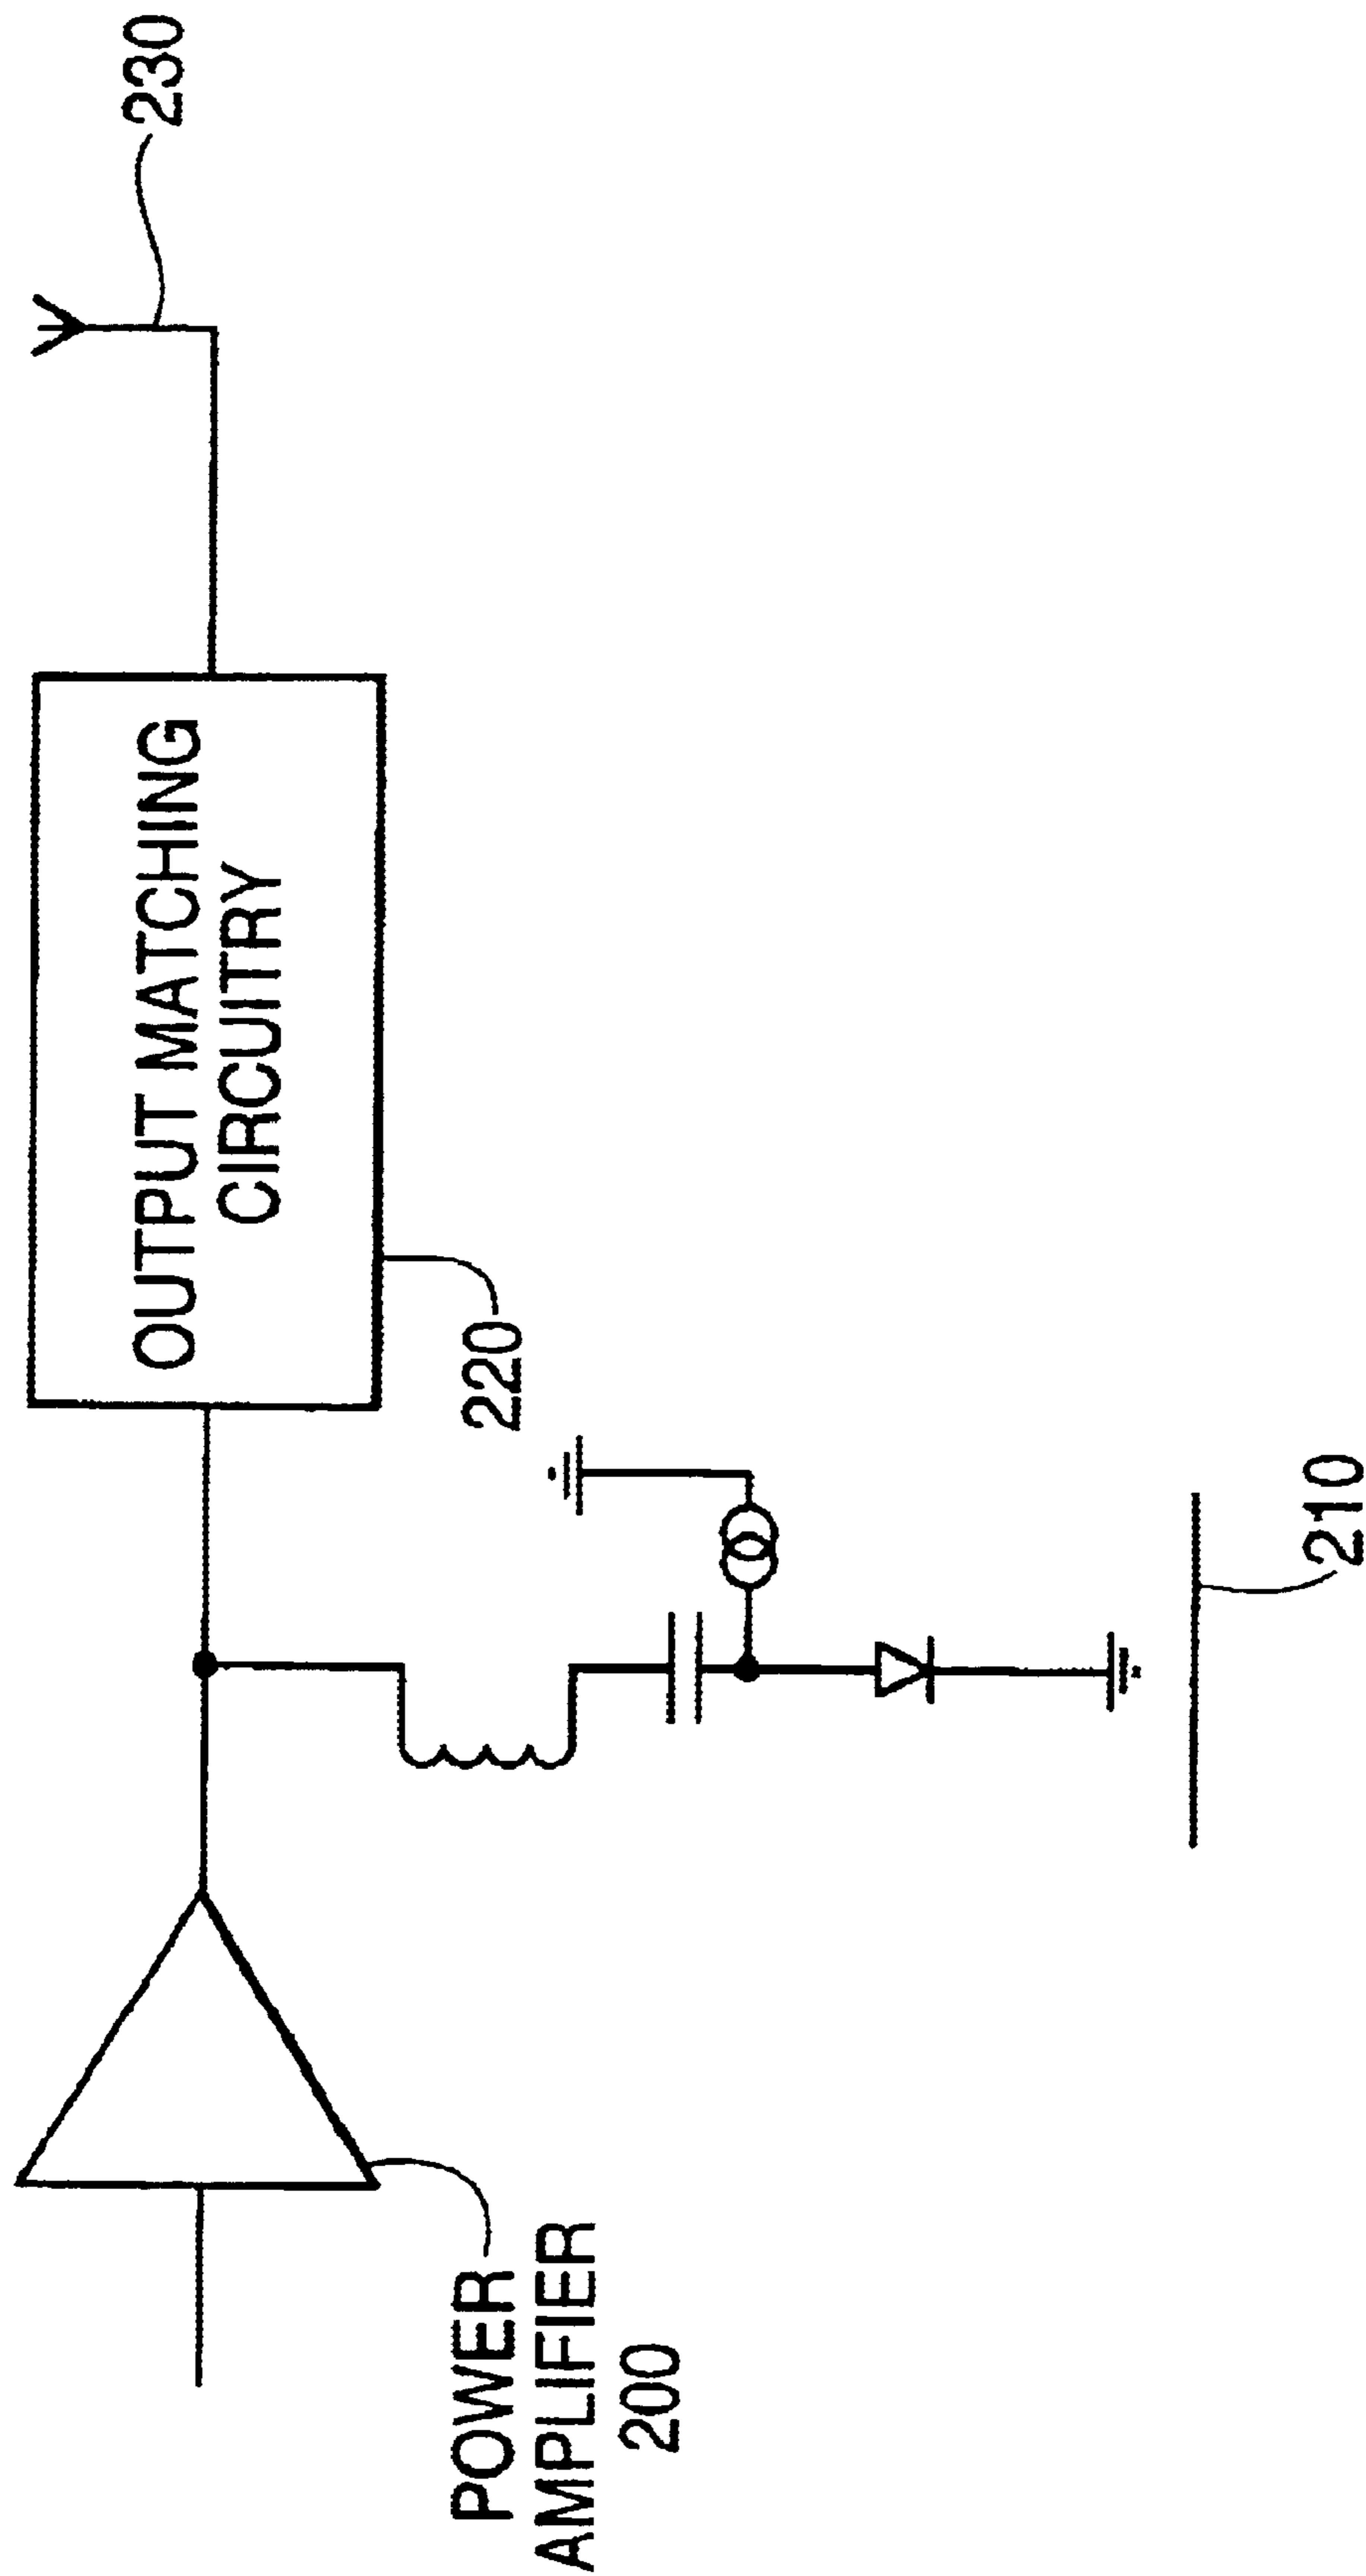 POWER
AMPLIFIER
200
210
220
OUTPUT MATCHING
CIRCUITRY
230